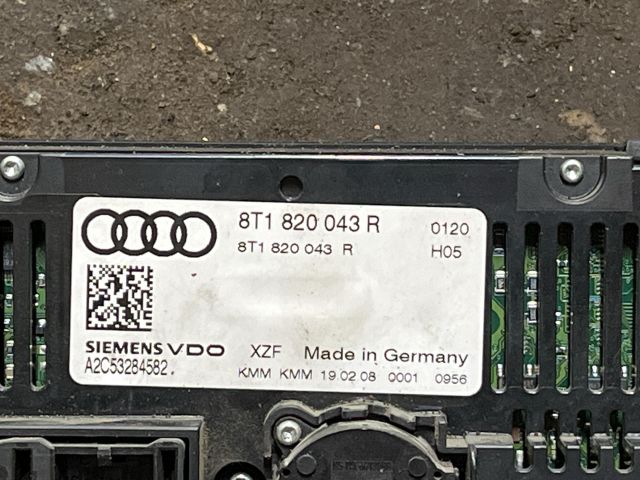 8T1 820 043 R 0120
8T1 820 043 R H05
SIEMENS VDO XZF Made in Germany
A2C53284582.
KMM KMM 19.02.08 0001 0956